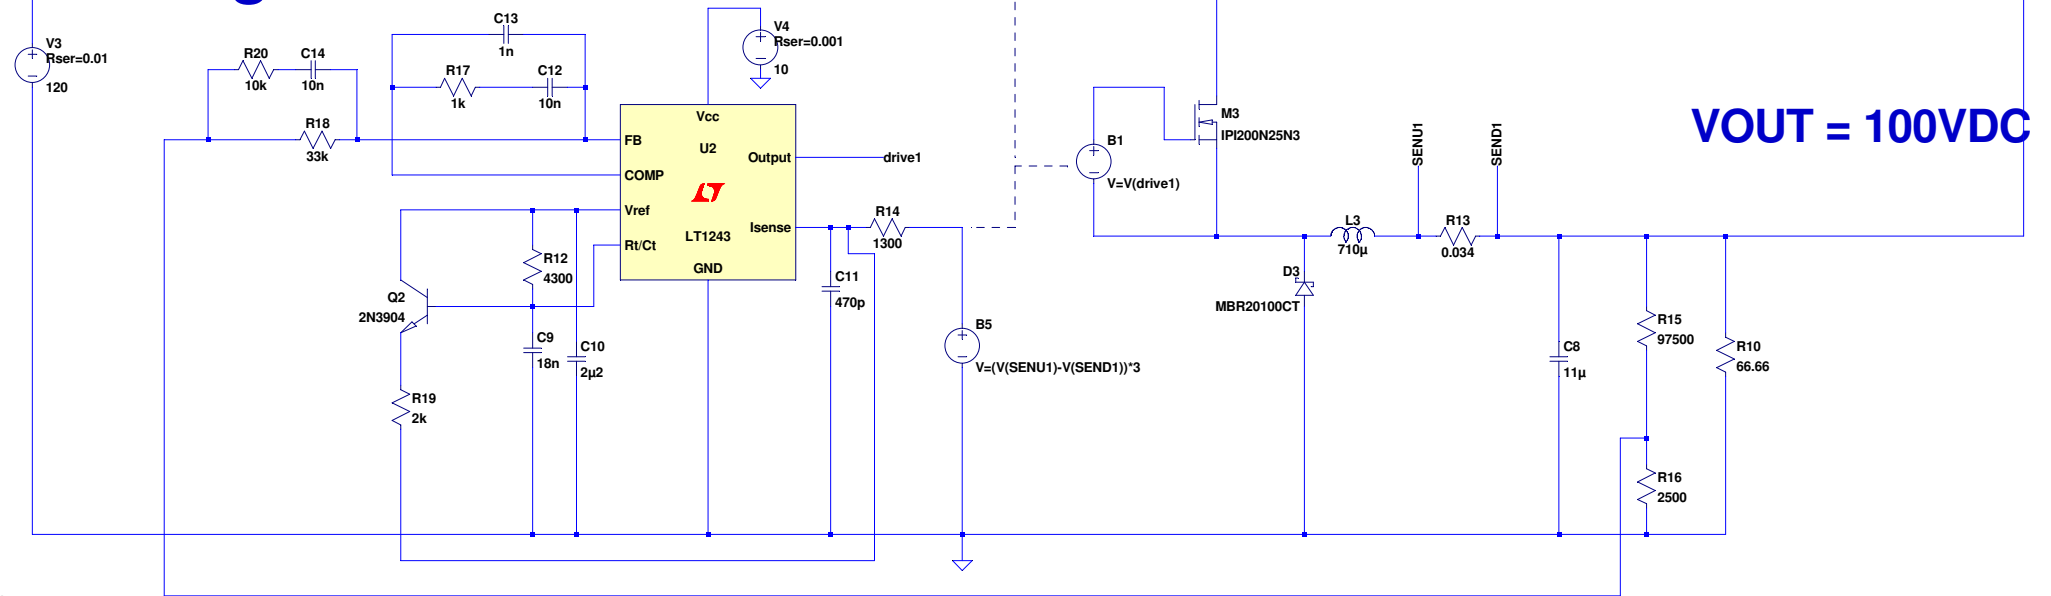 V3
Rser=0.01
120
R20
10k
C14
10n
R18
33k
C13
1n
R17
1k
C12
10n
V4
Rser=0.001
10
Vcc
U2
FB
COMP
Vref
Rt/Ct
Output
Isense
LT1243
GND
drive1
R14
1300
C11
470p
R12
4300
Q2
2N3904
C9
18n
C10
2µ2
R19
2k
B5
V=(V(SENU1)-V(SEND1))*3
B1
V=V(drive1)
M3
IPI200N25N3
VOUT = 100VDC
SENU1
SEND1
L3
710µ
R13
0.034
D3
MBR20100CT
C8
11µ
R15
97500
R10
66.66
R16
2500